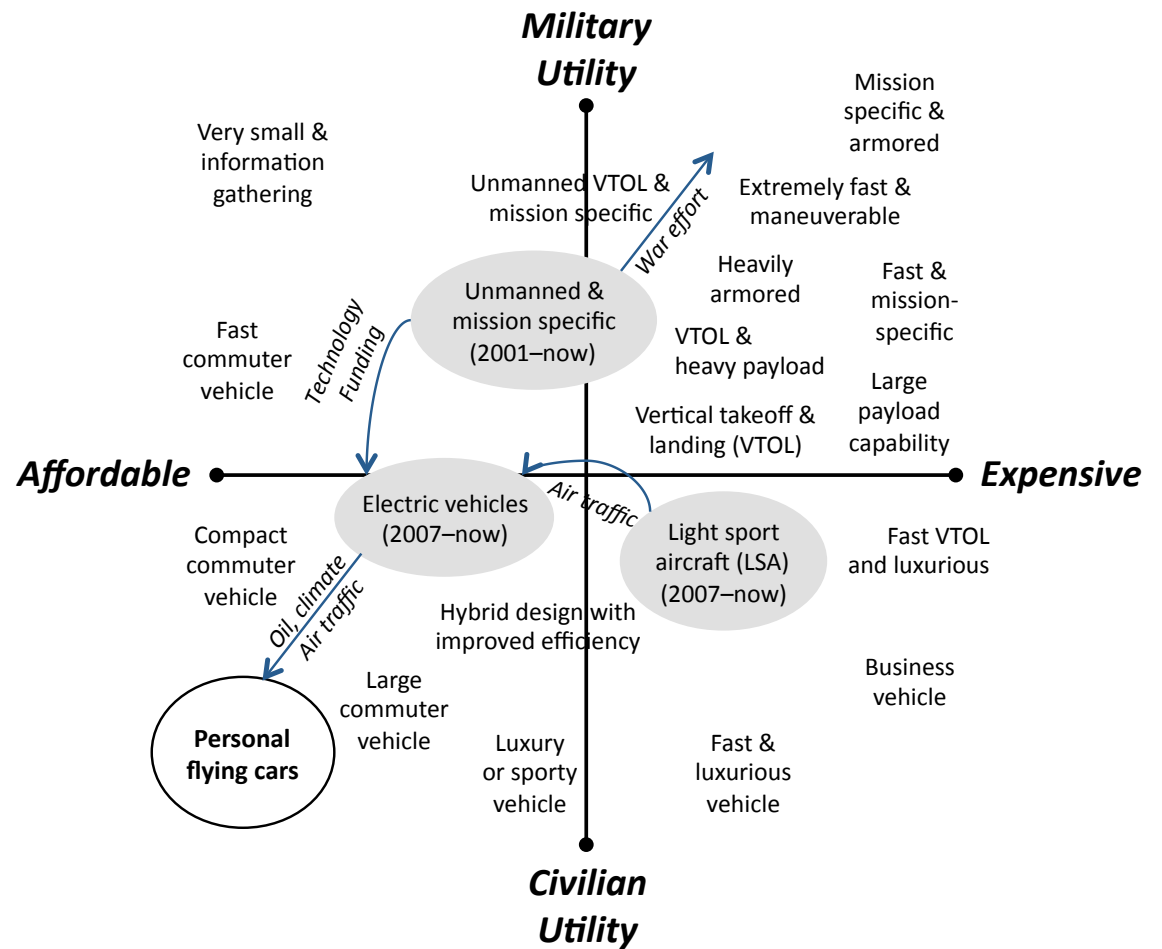 Military
Utility
Mission
specific &
armored
Very small &
information
gathering
Unmanned VTOL &
mission specific
War effort
Extremely fast &
maneuverable
Heavily
armored
Fast &
mission-
specific
Unmanned &
mission specific
(2001–now)
Technology
Funding
Fast
commuter
vehicle
VTOL &
heavy payload
Large
payload
capability
Vertical takeoff &
landing (VTOL)
Affordable
Expensive
Electric vehicles
(2007–now)
Air traffic
Light sport
aircraft (LSA)
(2007–now)
Fast VTOL
and luxurious
Compact
commuter
vehicle
Oil, climate
Air traffic
Hybrid design with
improved efficiency
Business
vehicle
Large
commuter
vehicle
Personal
flying cars
Luxury
or sporty
vehicle
Fast &
luxurious
vehicle
Civilian
Utility